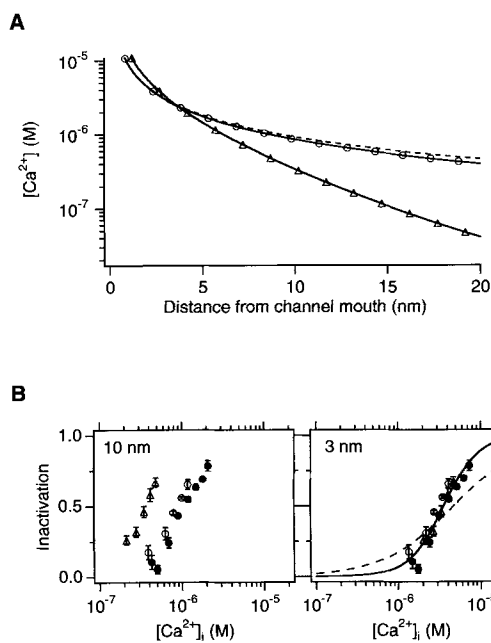 A
10⁻⁵
10⁻⁶
10⁻⁷
[Ca²⁺] (M)
0 5 10 15 20
Distance from channel mouth (nm)
B
1.0
0.5
0.0
Inactivation
10 nm
3 nm
10⁻⁷ 10⁻⁶ 10⁻⁵ 10⁻⁷ 10⁻⁶ 10⁻⁵
[Ca²⁺]ᵢ (M) [Ca²⁺]ᵢ (M)